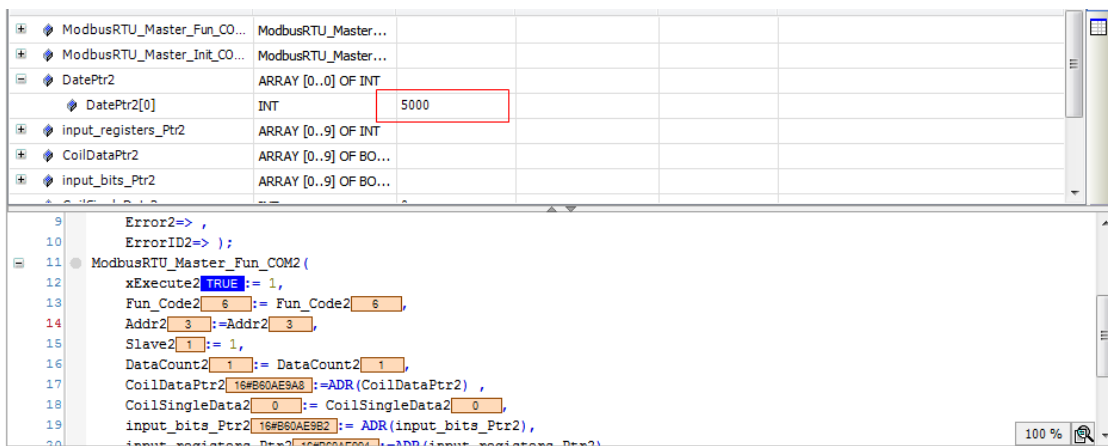 ModbusRTU_Master_Fun_CO... ModbusRTU_Master...
ModbusRTU_Master_Init_CO... ModbusRTU_Master...
DatePtr2 ARRAY [0..0] OF INT
DatePtr2[0] INT 5000
input_registers_Ptr2 ARRAY [0..9] OF INT
CoilDataPtr2 ARRAY [0..9] OF BO...
input_bits_Ptr2 ARRAY [0..9] OF BO...
9 Error2=> ,
10 ErrorID2=> );
11 ModbusRTU_Master_Fun_COM2(
12 xExecute2 TRUE := 1,
13 Fun_Code2 6 := Fun_Code2 6 ,
14 Addr2 3 :=Addr2 3 ,
15 Slave2 1 := 1,
16 DataCount2 1 := DataCount2 1 ,
17 CoilDataPtr2 16#B60AE9A8 :=ADR(CoilDataPtr2) ,
18 CoilSingleData2 0 := CoilSingleData2 0 ,
19 input_bits_Ptr2 16#B60AE9B2 := ADR(input_bits_Ptr2),
20 input_registers_Ptr2 :=ADR(input_registers_Ptr2)
100 %